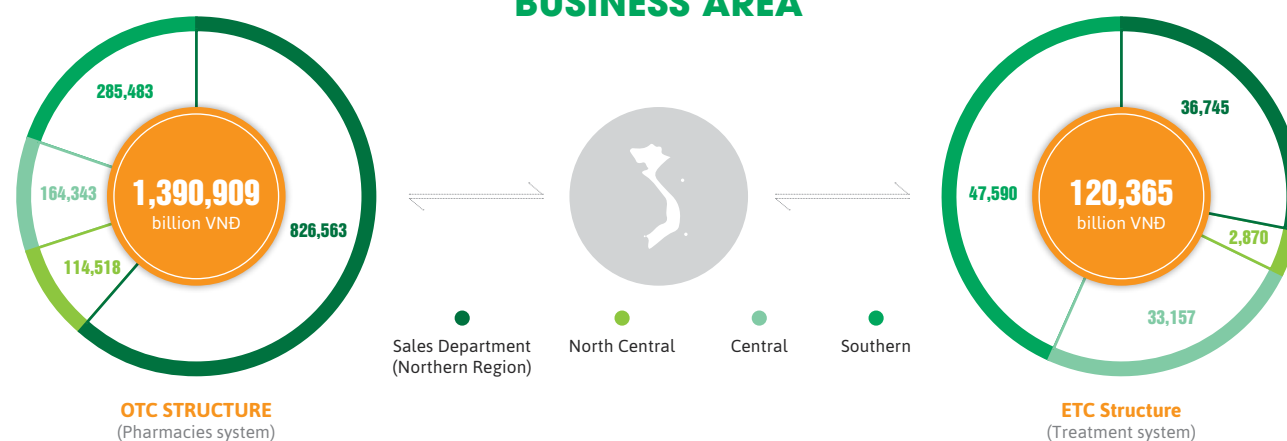 BUSINESS AREA
285,483
164,343
114,518
826,563
1,390,909
billion VNĐ
OTC STRUCTURE
(Pharmacies system)
Sales Department
(Northern Region)
North Central
Central
Southern
36,745
2,870
33,157
47,590
120,365
billion VNĐ
ETC Structure
(Treatment system)